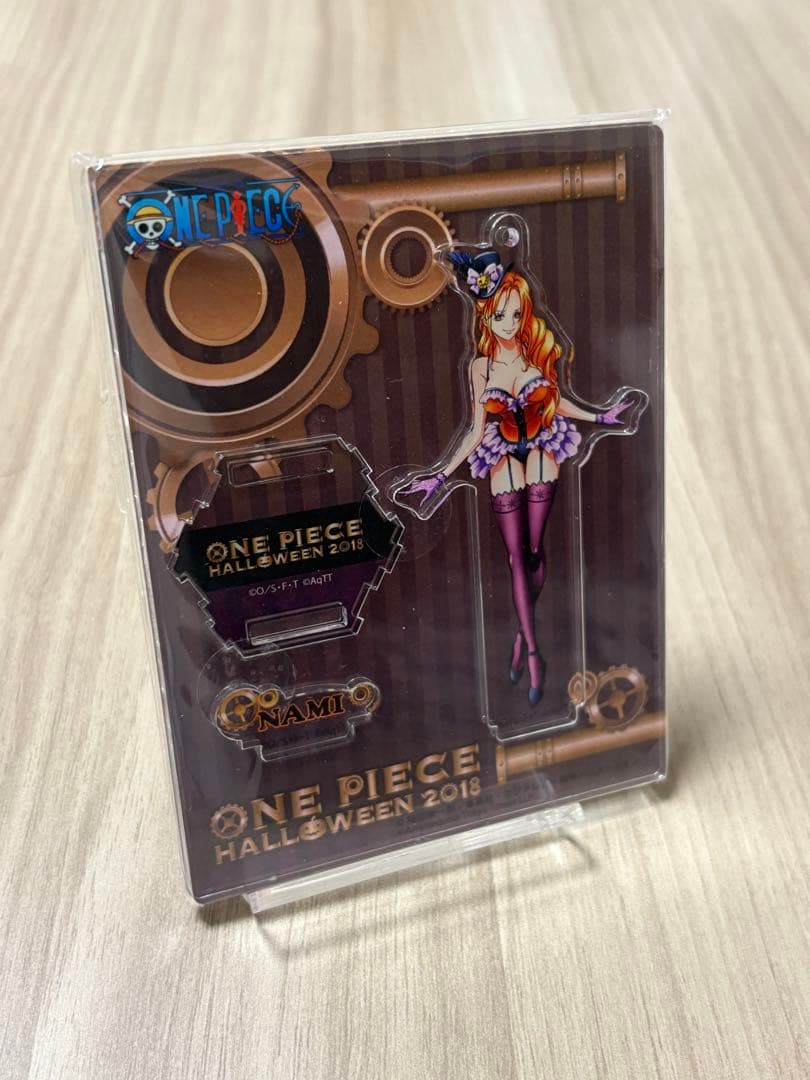 ONE PIECE
ONE PIECE
HALLOWEEN 2018
©O/S・F・T ©AqTT
NAMI
ONE PIECE
HALLOWEEN 2018